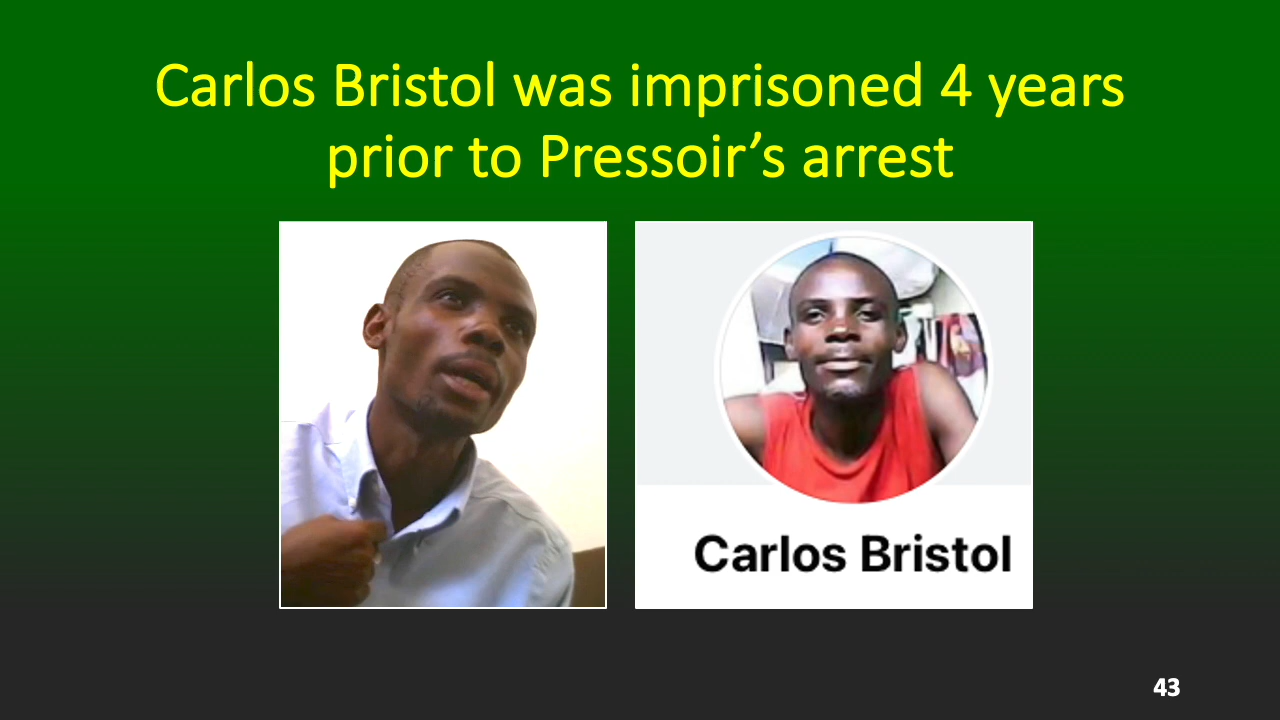 Carlos Bristol was imprisoned 4 years
prior to Pressoir’s arrest
Carlos Bristol
43